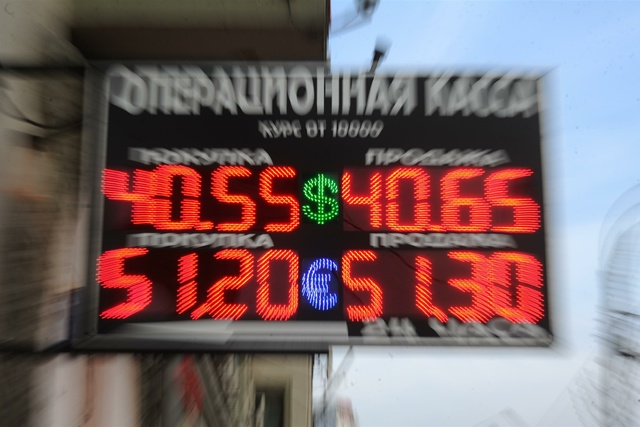 ОПЕРАЦИОННАЯ КАССА
КУРС ОТ 10000
ПОКУПКА ПРОДАЖА
40.55 $ 40.65
ПОКУПКА ПРОДАЖА
51.20 € 51.30